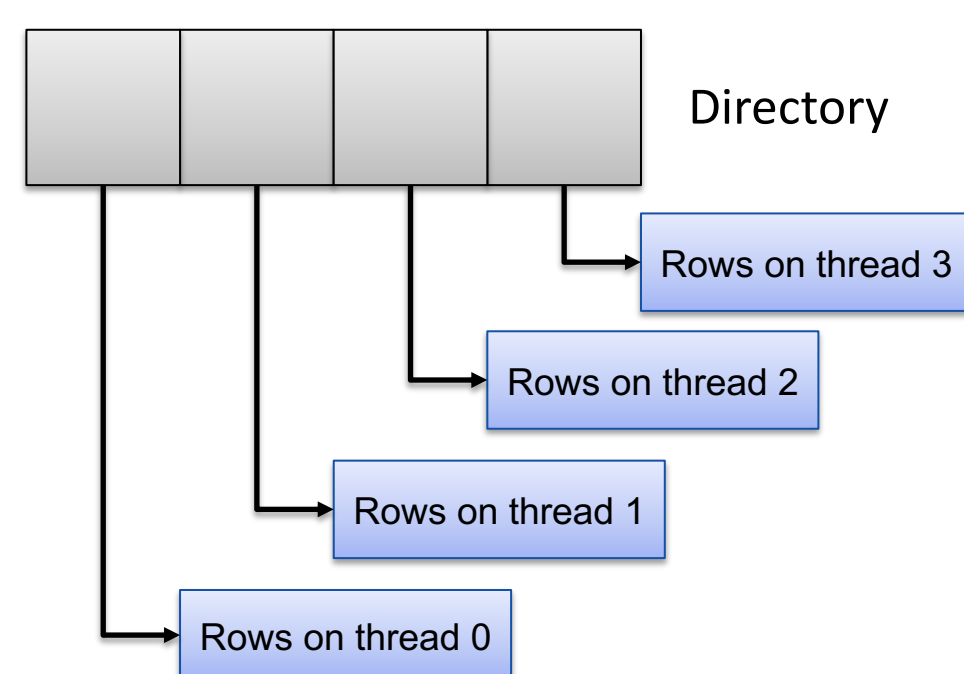 Directory
Rows on thread 3
Rows on thread 2
Rows on thread 1
Rows on thread 0